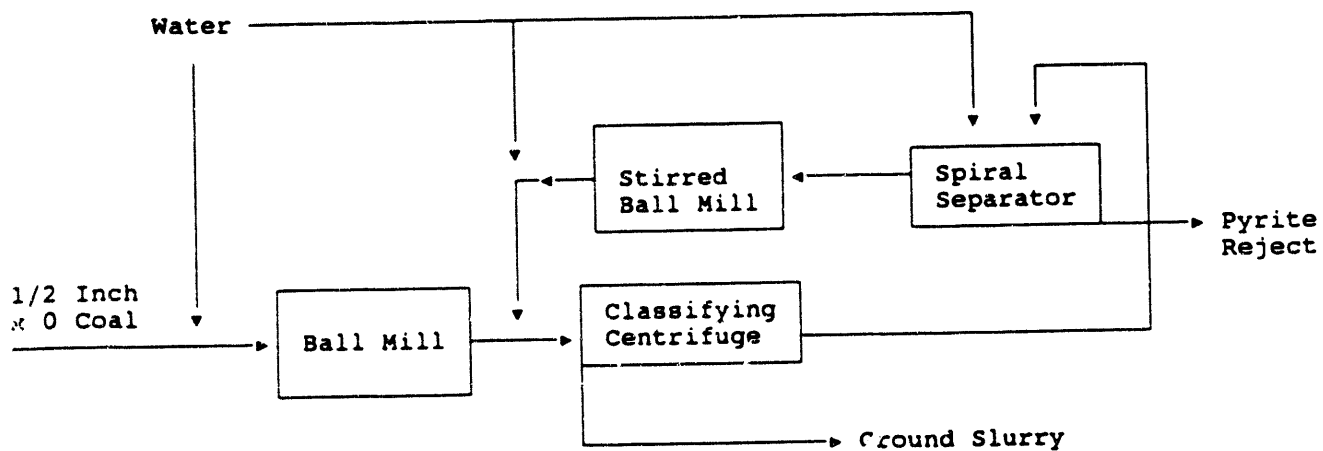 Water
Stirred
Ball Mill
Spiral
Separator
Pyrite
Reject
1/2 Inch
x 0 Coal
Ball Mill
Classifying
Centrifuge
Ground Slurry